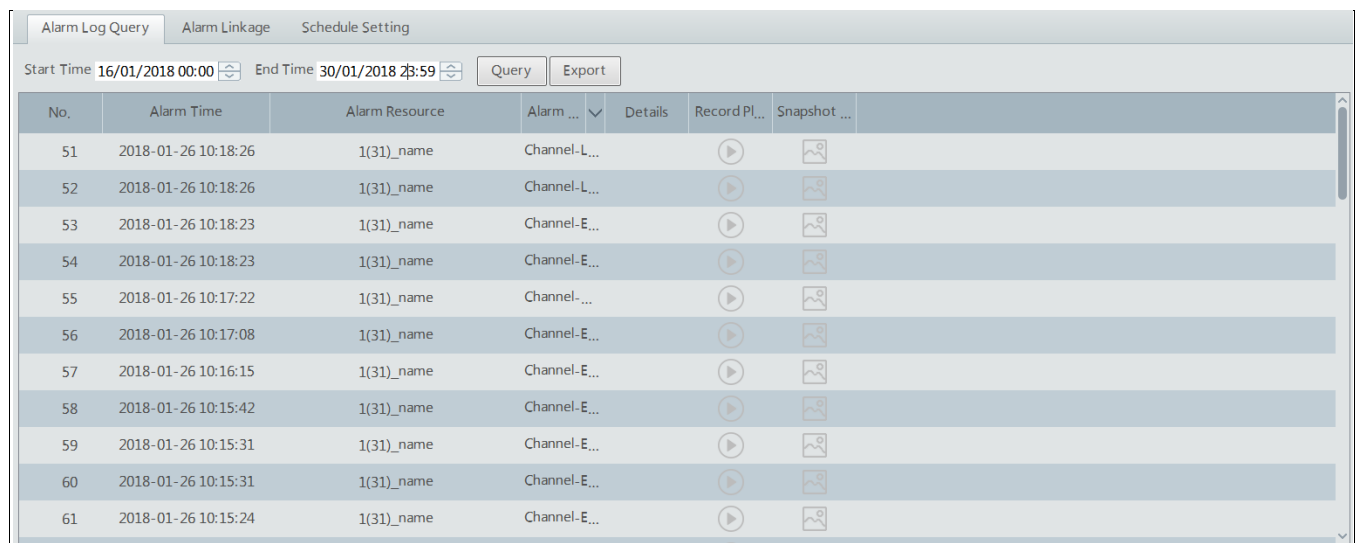 Alarm Log Query Alarm Linkage Schedule Setting
Start Time 16/01/2018 00:00 End Time 30/01/2018 23:59 Query Export
No. Alarm Time Alarm Resource Alarm ... Details Record Pl... Snapshot ...
51 2018-01-26 10:18:26 1(31)_name Channel-L...
52 2018-01-26 10:18:26 1(31)_name Channel-L...
53 2018-01-26 10:18:23 1(31)_name Channel-E...
54 2018-01-26 10:18:23 1(31)_name Channel-E...
55 2018-01-26 10:17:22 1(31)_name Channel-...
56 2018-01-26 10:17:08 1(31)_name Channel-E...
57 2018-01-26 10:16:15 1(31)_name Channel-E...
58 2018-01-26 10:15:42 1(31)_name Channel-E...
59 2018-01-26 10:15:31 1(31)_name Channel-E...
60 2018-01-26 10:15:31 1(31)_name Channel-E...
61 2018-01-26 10:15:24 1(31)_name Channel-E...